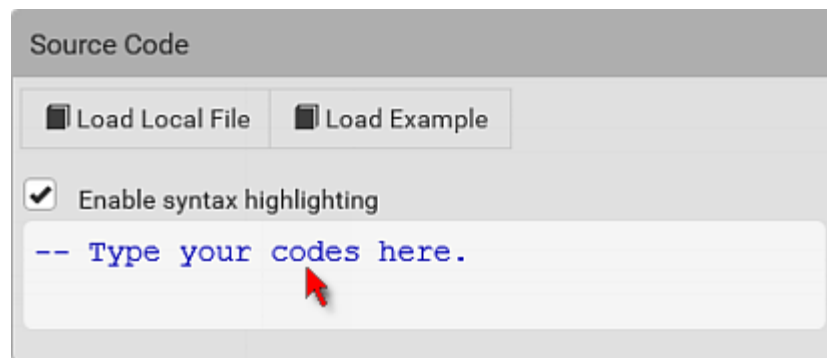 Source Code
Load Local File Load Example
Enable syntax highlighting
-- Type your codes here.